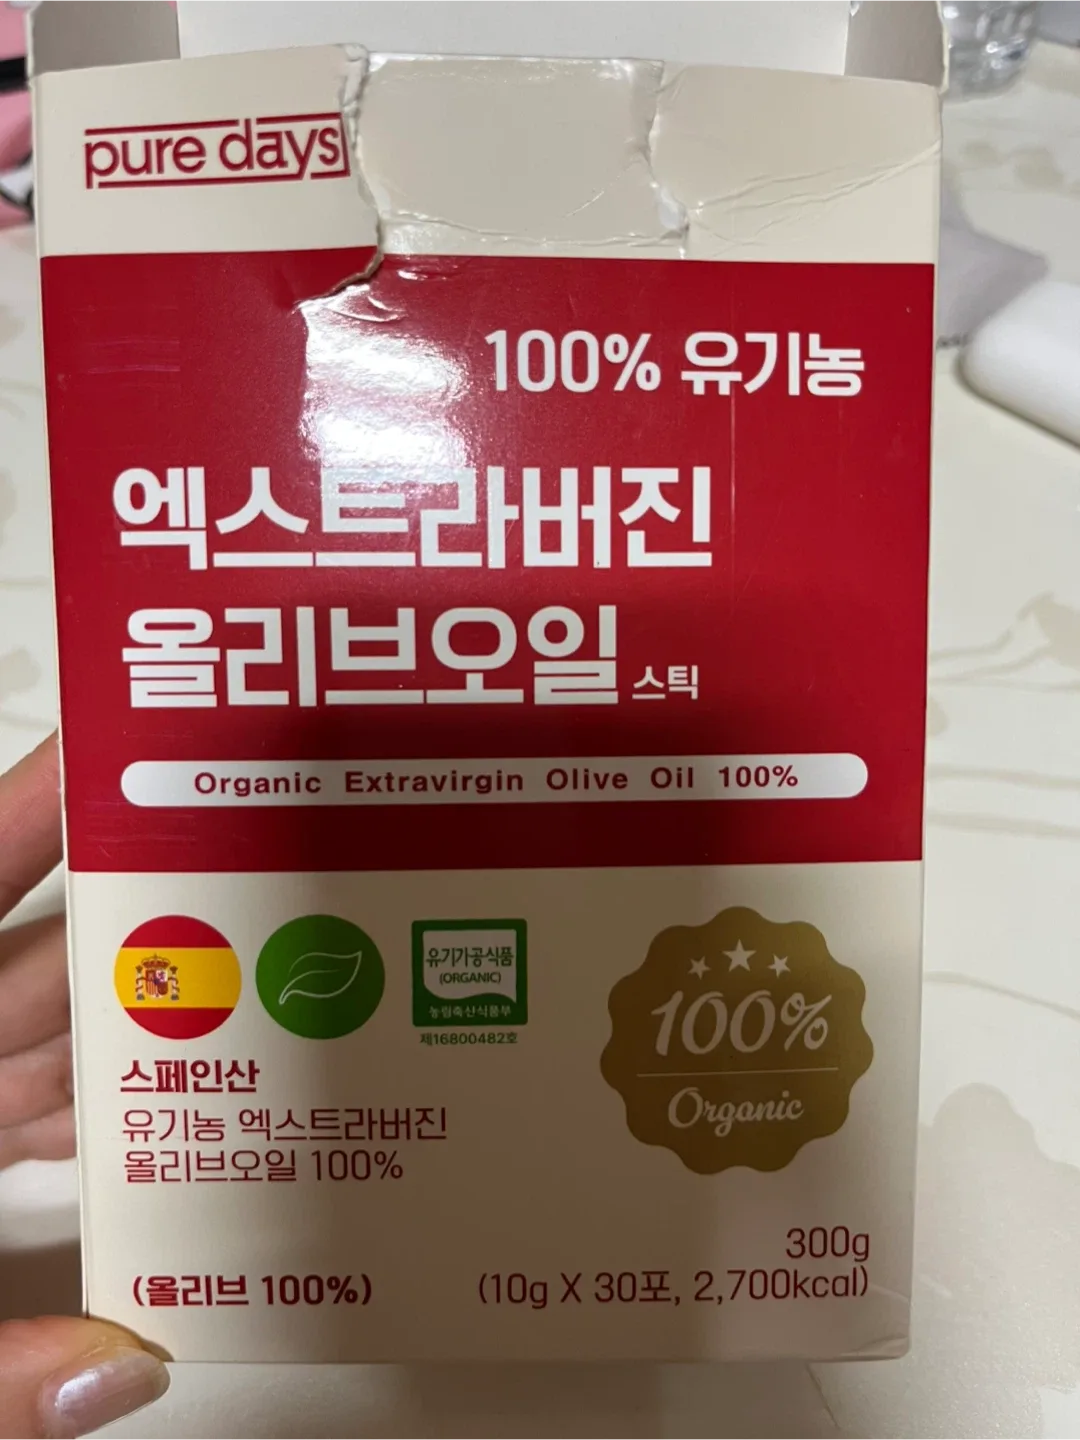 pure days
100% 유기농
엑스트라버진
올리브오일 스틱
Organic Extravirgin Olive Oil 100%
유기가공식품
(ORGANIC)
농림축산식품부
제16800482호
100%
Organic
스페인산
유기농 엑스트라버진
올리브오일 100%
(올리브 100%)
300g
(10g X 30포, 2,700kcal)